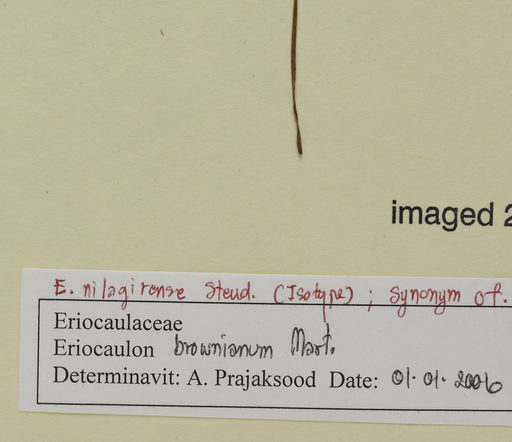 imaged 2
E. nilagirense Steud. (Isotype) ; Synonym of.
Eriocaulaceae
Eriocaulon brownianum Mart.
Determinavit: A. Prajaksood Date: 01.01.2006